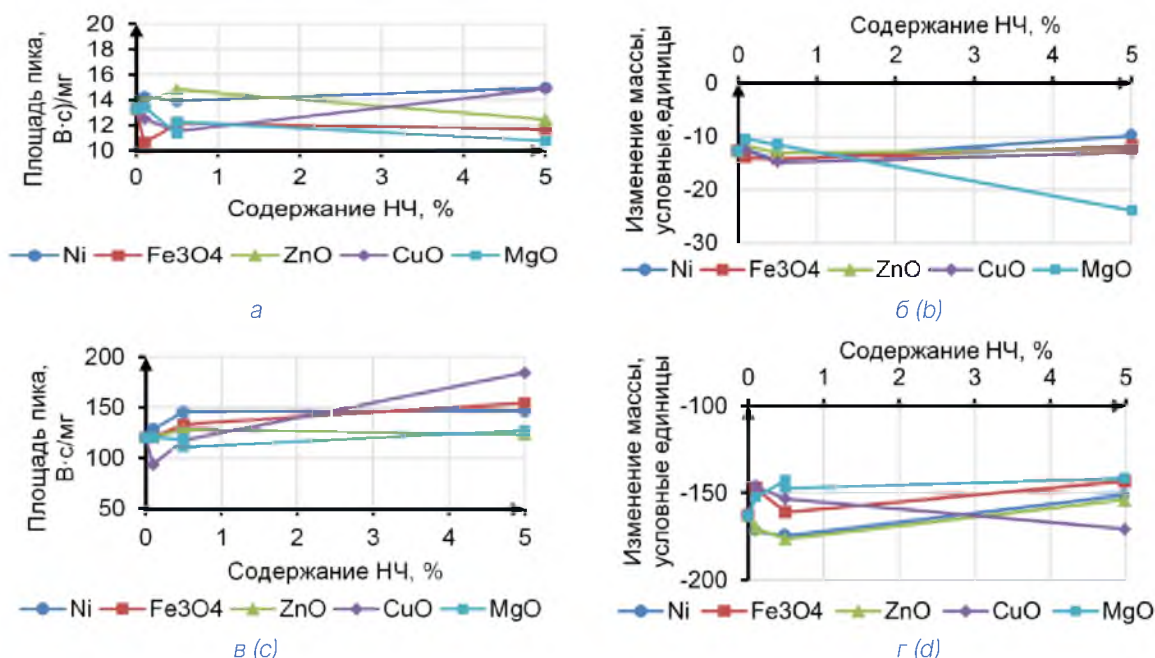 Площадь пика,
В·с)/мг
20
18
16
14
12
10
0
1
2
3
4
5
Содержание НЧ, %
Ni
Fe3O4
ZnO
CuO
MgO
а
Содержание НЧ, %
0
1
2
3
4
5
Изменение массы,
условные,единицы
0
-10
-20
-30
Ni
Fe3O4
ZnO
CuO
MgO
б (b)
Площадь пика,
В·с/мг
200
150
100
50
0
1
2
3
4
5
Содержание НЧ, %
Ni
Fe3O4
ZnO
CuO
MgO
в (c)
Содержание НЧ, %
0
1
2
3
4
5
Изменение массы,
условные единицы
-100
-150
-200
Ni
Fe3O4
ZnO
CuO
MgO
г (d)